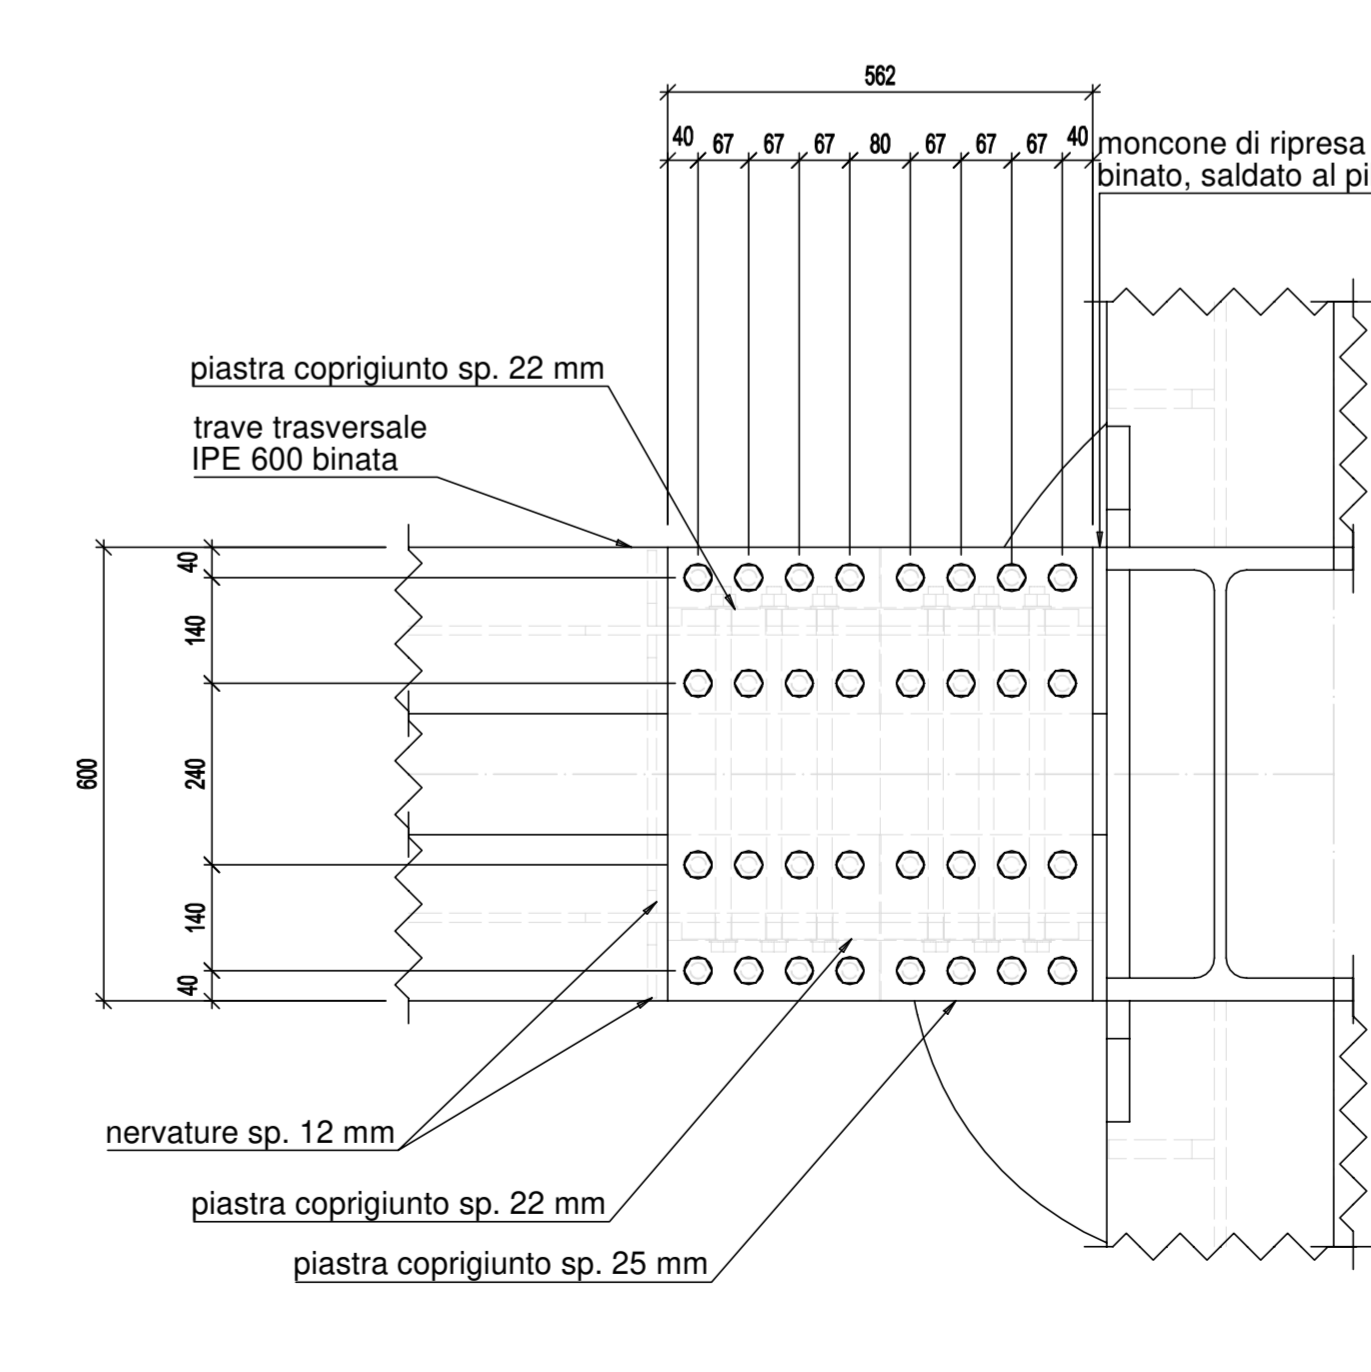 562
40 67 67 67 80 67 67 67 40
moncone di ripresa
binato, saldato al pi
piastra coprigiunto sp. 22 mm
trave trasversale
IPE 600 binata
40
140
600
240
140
40
nervature sp. 12 mm
piastra coprigiunto sp. 22 mm
piastra coprigiunto sp. 25 mm